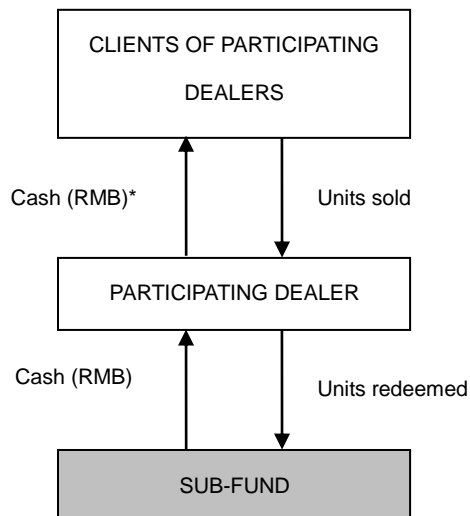 CLIENTS OF PARTICIPATING
DEALERS
Cash (RMB)*
Units sold
PARTICIPATING DEALER
Cash (RMB)
Units redeemed
SUB-FUND